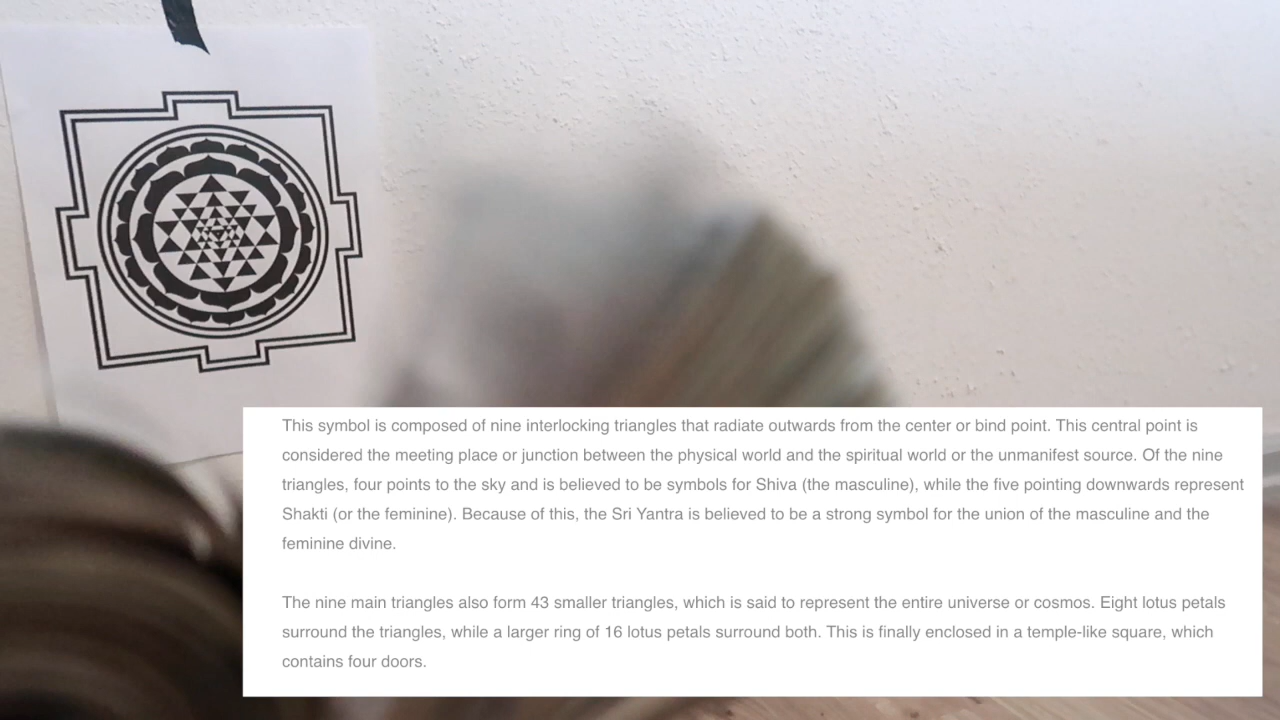 This symbol is composed of nine interlocking triangles that radiate outwards from the center or bind point. This central point is
considered the meeting place or junction between the physical world and the spiritual world or the unmanifest source. Of the nine
triangles, four points to the sky and is believed to be symbols for Shiva (the masculine), while the five pointing downwards represent
Shakti (or the feminine). Because of this, the Sri Yantra is believed to be a strong symbol for the union of the masculine and the
feminine divine.
The nine main triangles also form 43 smaller triangles, which is said to represent the entire universe or cosmos. Eight lotus petals
surround the triangles, while a larger ring of 16 lotus petals surround both. This is finally enclosed in a temple-like square, which
contains four doors.